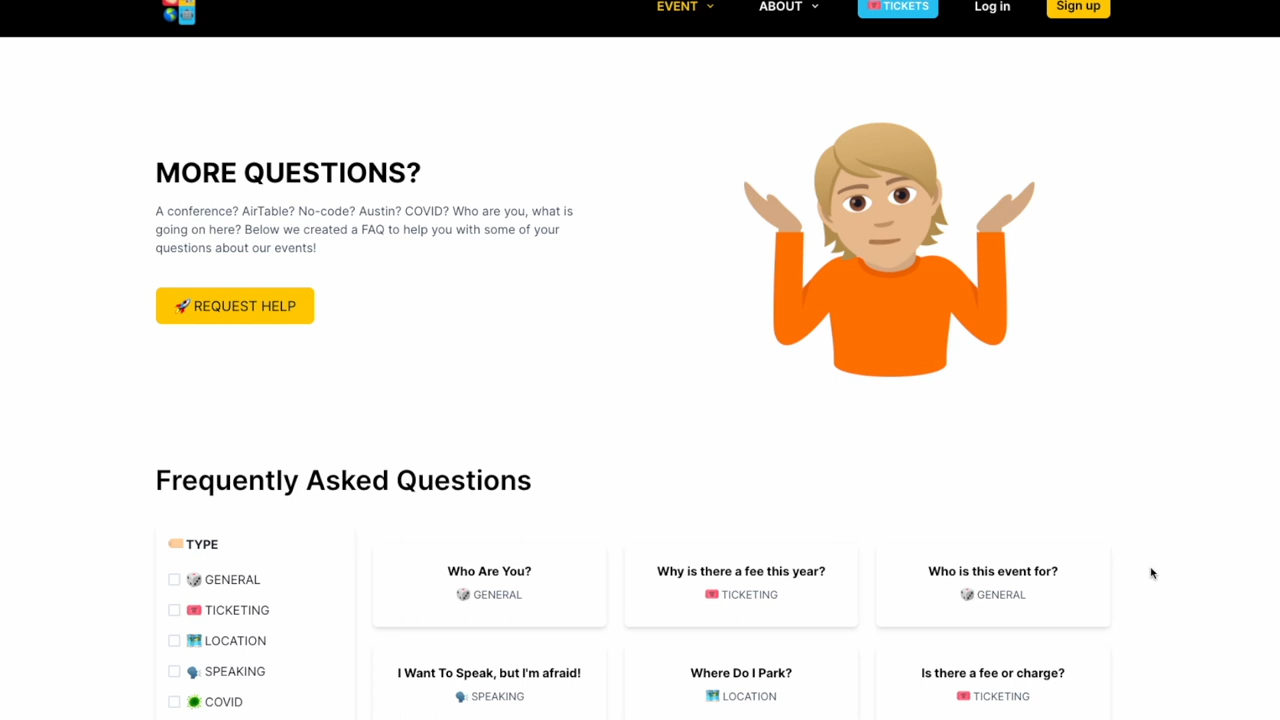 EVENT
ABOUT
🎟️ TICKETS
Log in
Sign up
MORE QUESTIONS?
A conference? AirTable? No-code? Austin? COVID? Who are you, what is
going on here? Below we created a FAQ to help you with some of your
questions about our events!
🚀 REQUEST HELP
Frequently Asked Questions
TYPE
🎲 GENERAL
🎟️ TICKETING
🗺️ LOCATION
🗣️ SPEAKING
COVID
Who Are You?
🎲 GENERAL
Why is there a fee this year?
🎟️ TICKETING
Who is this event for?
🎲 GENERAL
I Want To Speak, but I'm afraid!
🗣️ SPEAKING
Where Do I Park?
🗺️ LOCATION
Is there a fee or charge?
🎟️ TICKETING